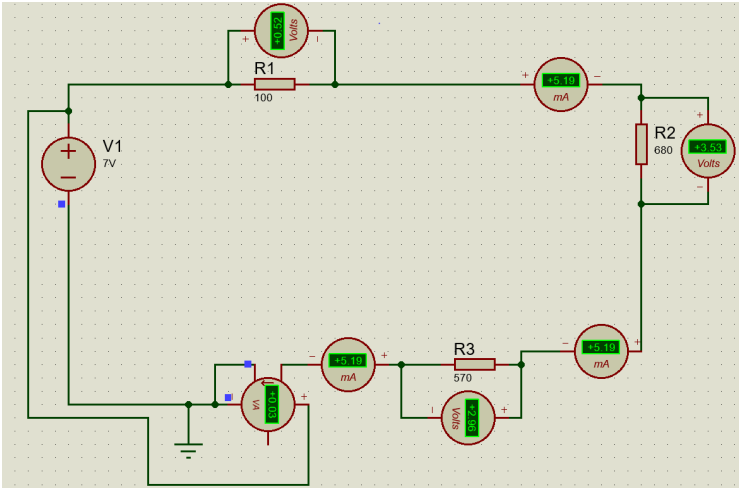 +0.52
Volts
+ −
R1
100
+ −
+5.19
mA
+
R2
680
+3.53
Volts
−
V1
7V
+
−
− +
+5.19
mA
R3
570
− +
+5.19
mA
− +
+2.96
Volts
− +
VA
+0.03